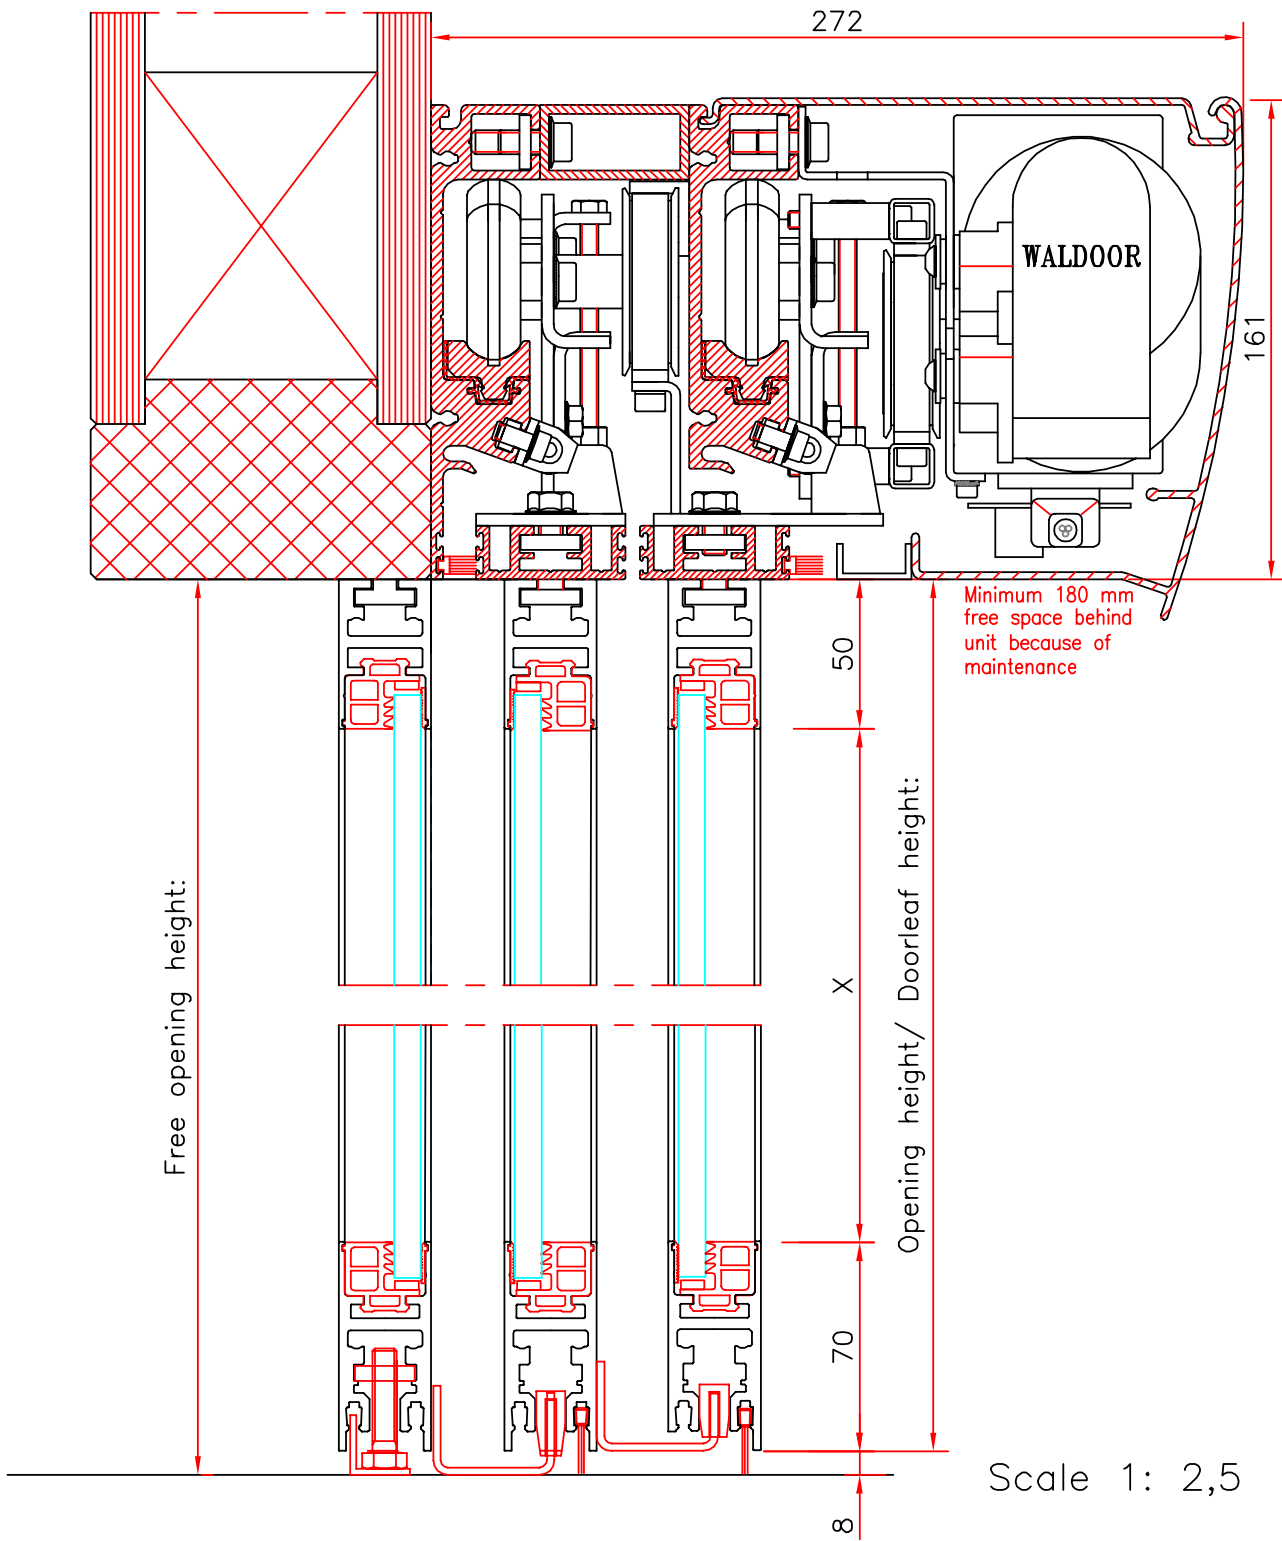 272
WALDOOR
161
Minimum 180 mm
free space behind
unit because of
maintenance
50
Free opening height:
X
Opening height/ Doorleaf height:
70
8
Scale 1: 2,5